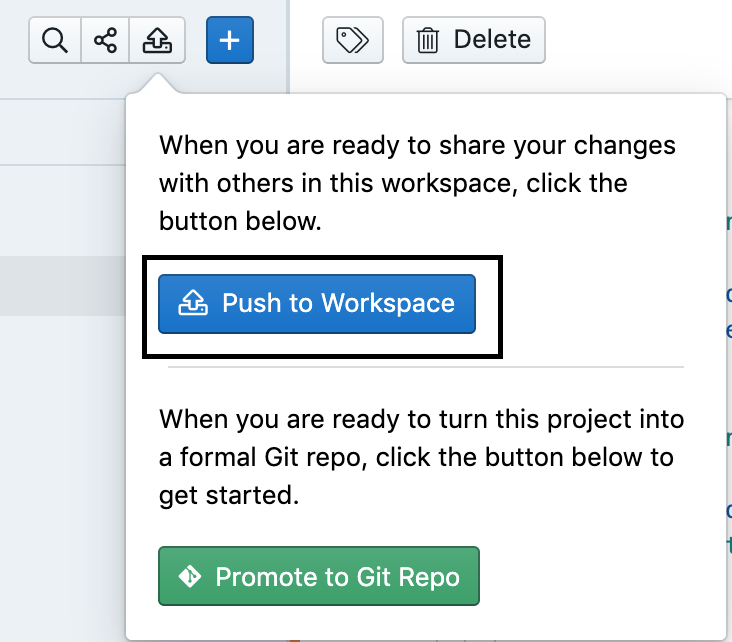 Delete
When you are ready to share your changes
with others in this workspace, click the
button below.
Push to Workspace
When you are ready to turn this project into
a formal Git repo, click the button below to
get started.
Promote to Git Repo